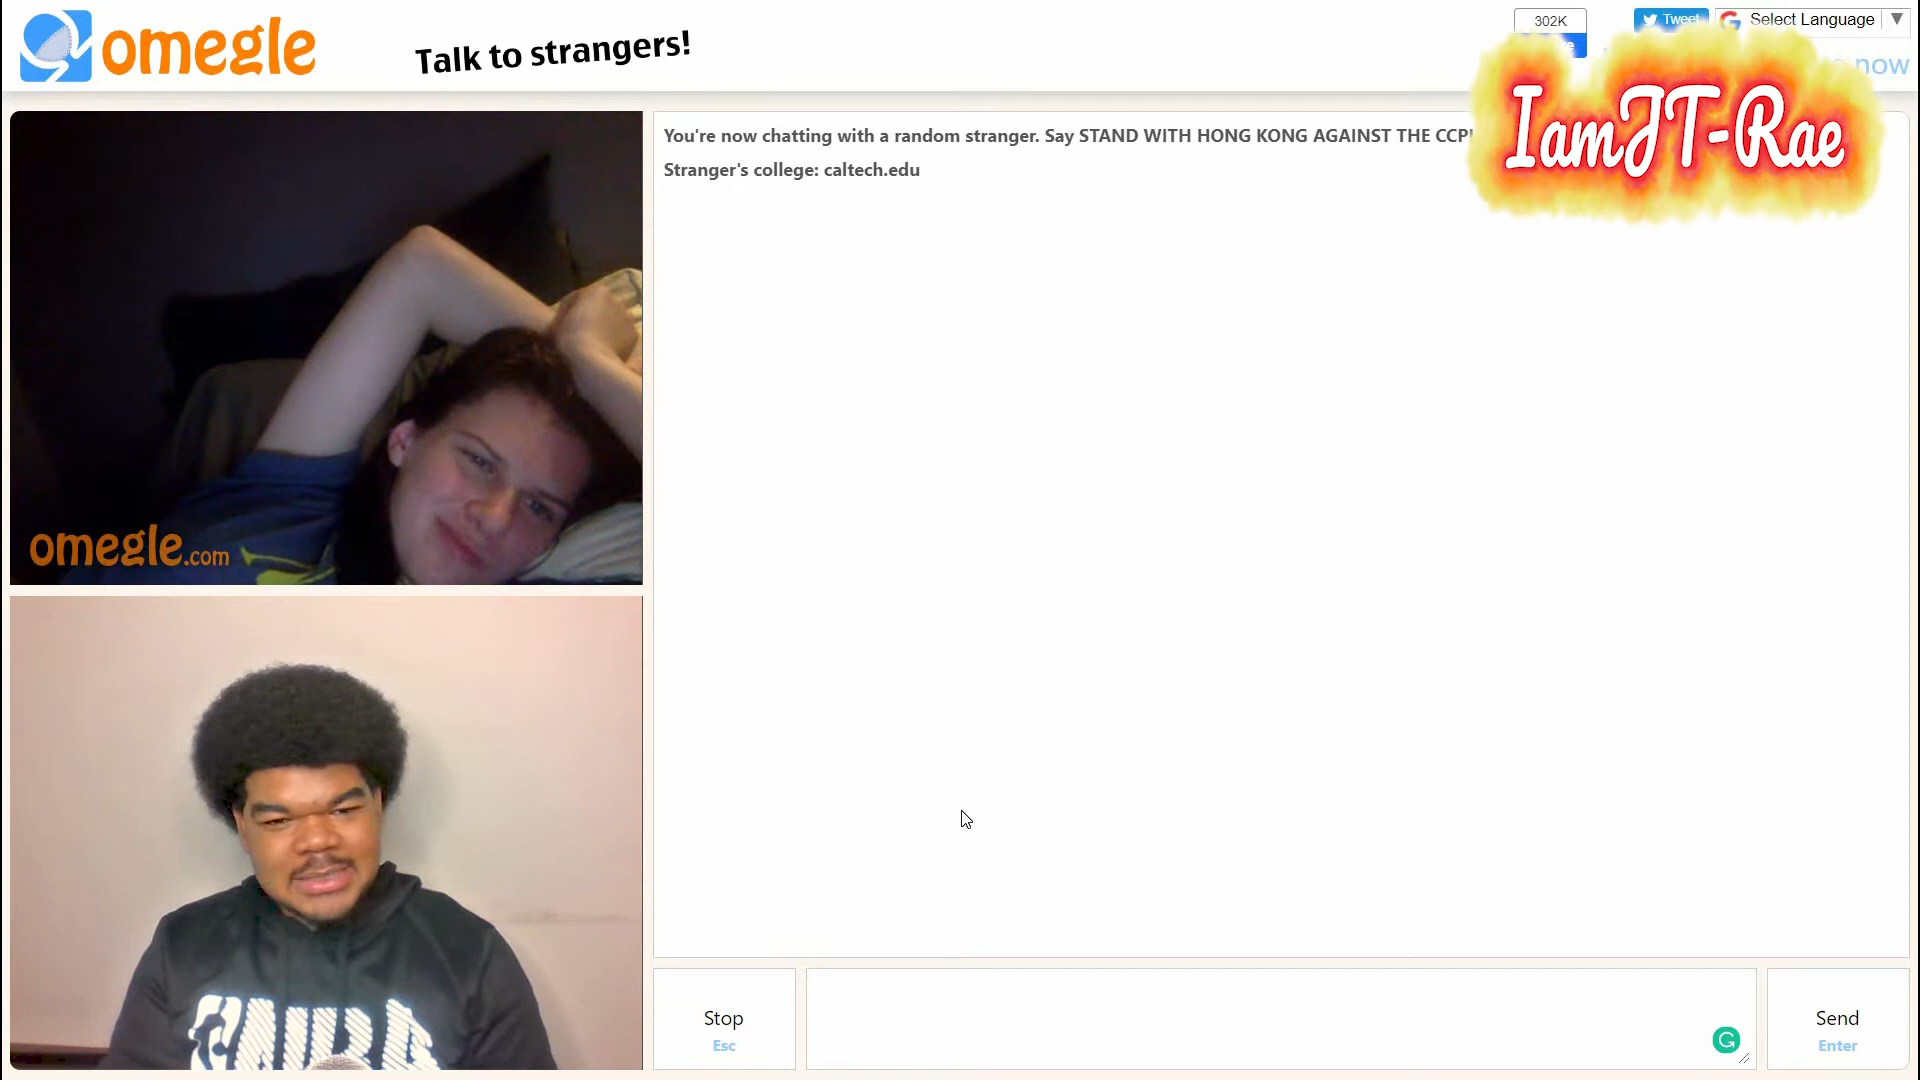 omegle
Talk to strangers!
302K
Tweet
Select Language
now
IamJT-Rae
You're now chatting with a random stranger. Say STAND WITH HONG KONG AGAINST THE CCP!
Stranger's college: caltech.edu
omegle.com
Stop
Esc
Send
Enter